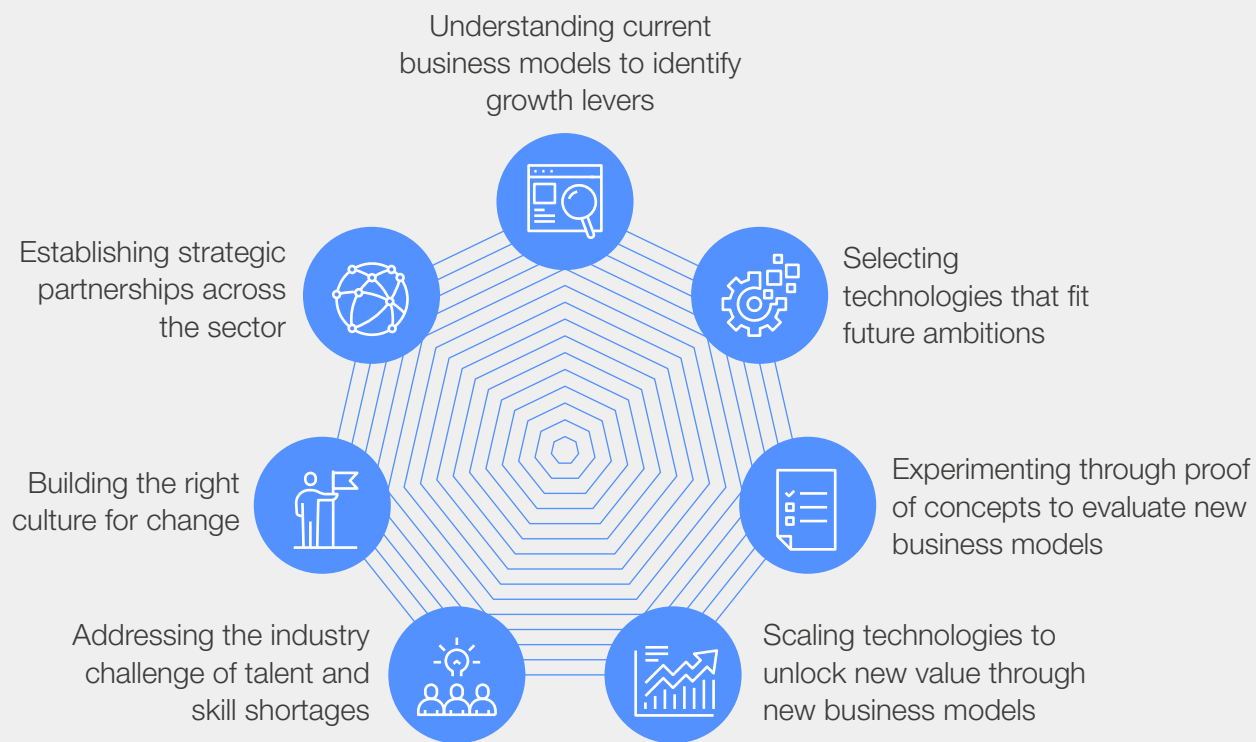 Understanding current
business models to identify
growth levers
Selecting
technologies that fit
future ambitions
Experimenting through proof
of concepts to evaluate new
business models
Scaling technologies to
unlock new value through
new business models
Addressing the industry
challenge of talent and
skill shortages
Building the right
culture for change
Establishing strategic
partnerships across
the sector